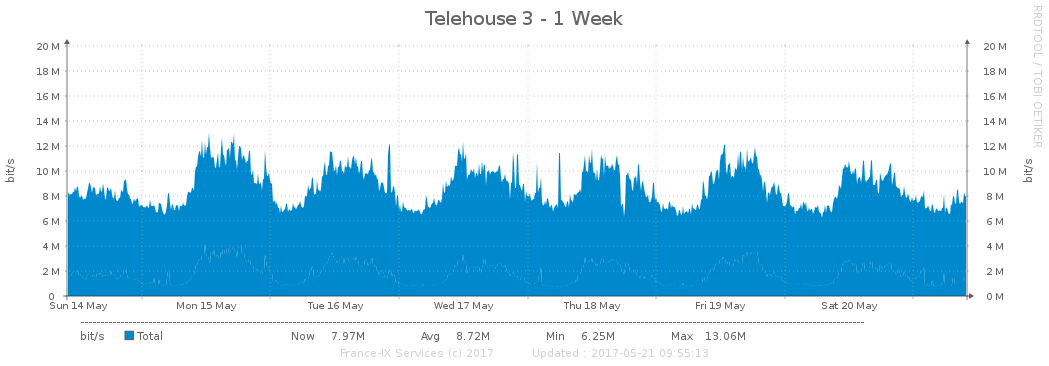 Telehouse 3 - 1 Week
RRDTOOL / TOBI OETIKER
bit/s
20 M 20 M
18 M 18 M
16 M 16 M
14 M 14 M
12 M 12 M
10 M 10 M
8 M 8 M
6 M 6 M
4 M 4 M
2 M 2 M
0 0 M
bit/s
Sun 14 May Mon 15 May Tue 16 May Wed 17 May Thu 18 May Fri 19 May Sat 20 May
bit/s Total Now 7.97M Avg 8.72M Min 6.25M Max 13.06M
France-IX Services (c) 2017 Updated : 2017-05-21 09:55:13